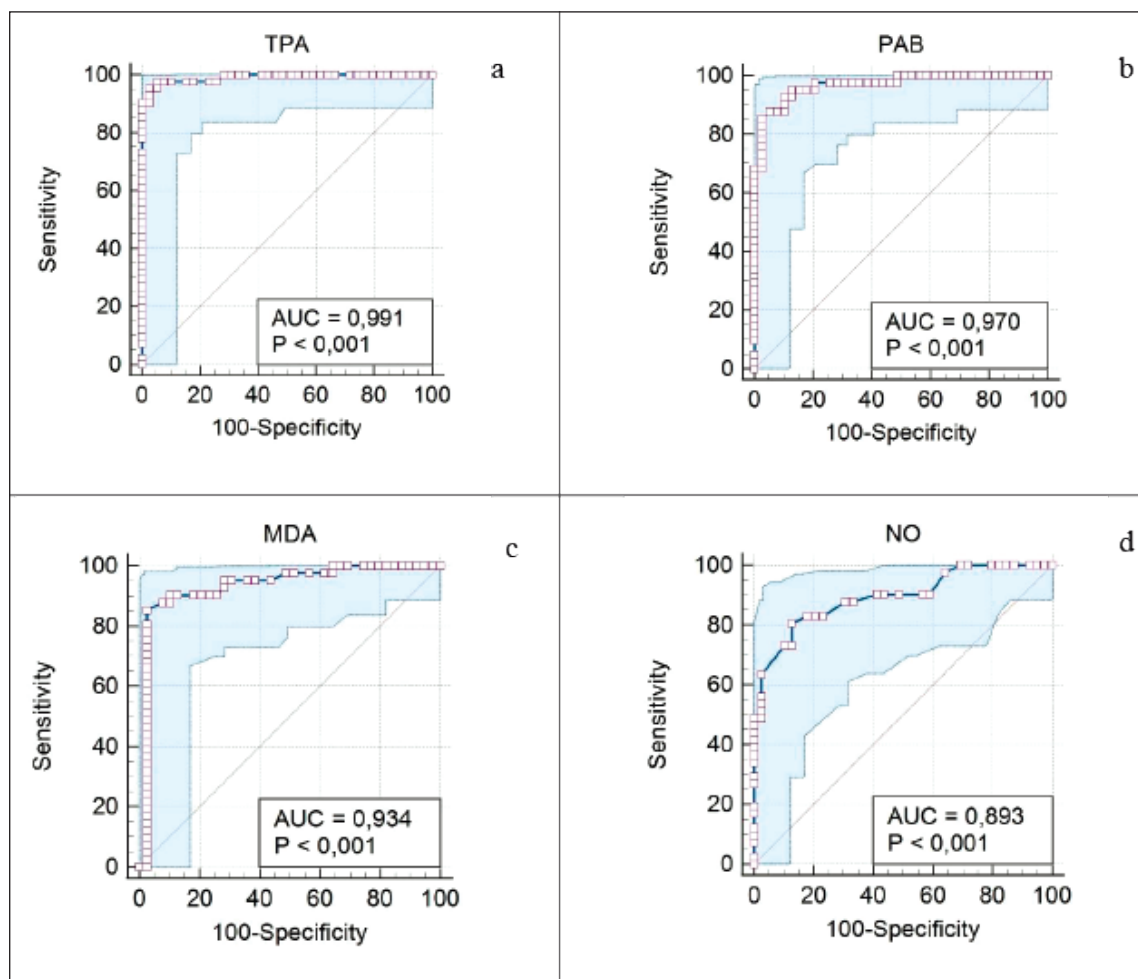 TPA
a
100
80
60
40
20
0
Sensitivity
AUC = 0,991
P < 0,001
0 20 40 60 80 100
100-Specificity
PAB
b
100
80
60
40
20
0
Sensitivity
AUC = 0,970
P < 0,001
0 20 40 60 80 100
100-Specificity
MDA
c
100
80
60
40
20
0
Sensitivity
AUC = 0,934
P < 0,001
0 20 40 60 80 100
100-Specificity
NO
d
100
80
60
40
20
0
Sensitivity
AUC = 0,893
P < 0,001
0 20 40 60 80 100
100-Specificity